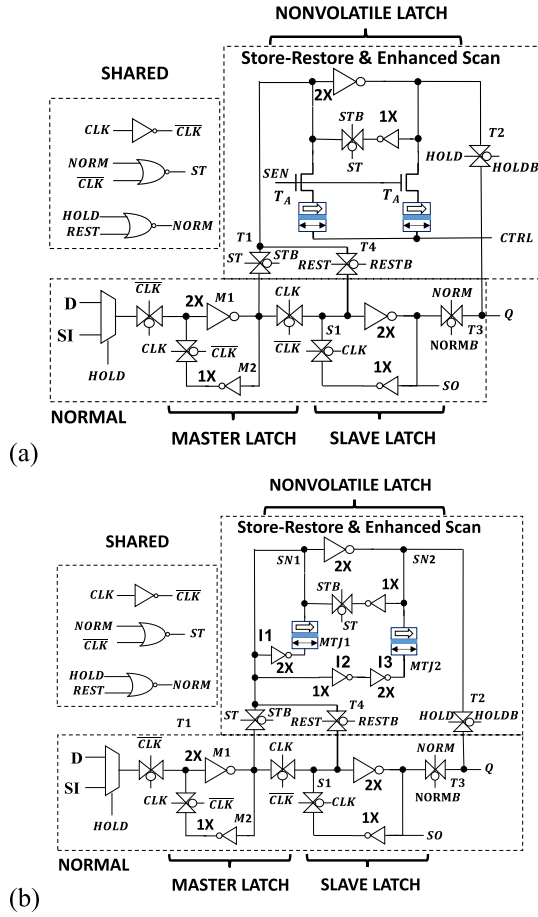 NONVOLATILE LATCH
Store-Restore & Enhanced Scan
SHARED
2X
1X
STB
ST
CLK
CLK
NORM
CLK
ST
HOLD
REST
NORM
T2
HOLD
HOLDB
SEN
TA
TA
CTRL
T1
STB
ST
T4
REST
RESTB
D
SI
HOLD
CLK
2X
M1
CLK
CLK
1X
M2
CLK
CLK
S1
CLK
2X
1X
SO
NORM
NORMB
T3
Q
NORMAL
MASTER LATCH
SLAVE LATCH
(a)
NONVOLATILE LATCH
Store-Restore & Enhanced Scan
SHARED
SN1
SN2
2X
1X
STB
ST
CLK
CLK
NORM
CLK
ST
HOLD
REST
NORM
MTJ1
MTJ2
I1
2X
I2
1X
I3
2X
T2
HOLD
HOLDB
T1
ST
STB
T4
REST
RESTB
D
SI
HOLD
CLK
2X
M1
CLK
CLK
1X
M2
CLK
CLK
S1
CLK
2X
1X
SO
NORM
NORMB
T3
Q
NORMAL
MASTER LATCH
SLAVE LATCH
(b)